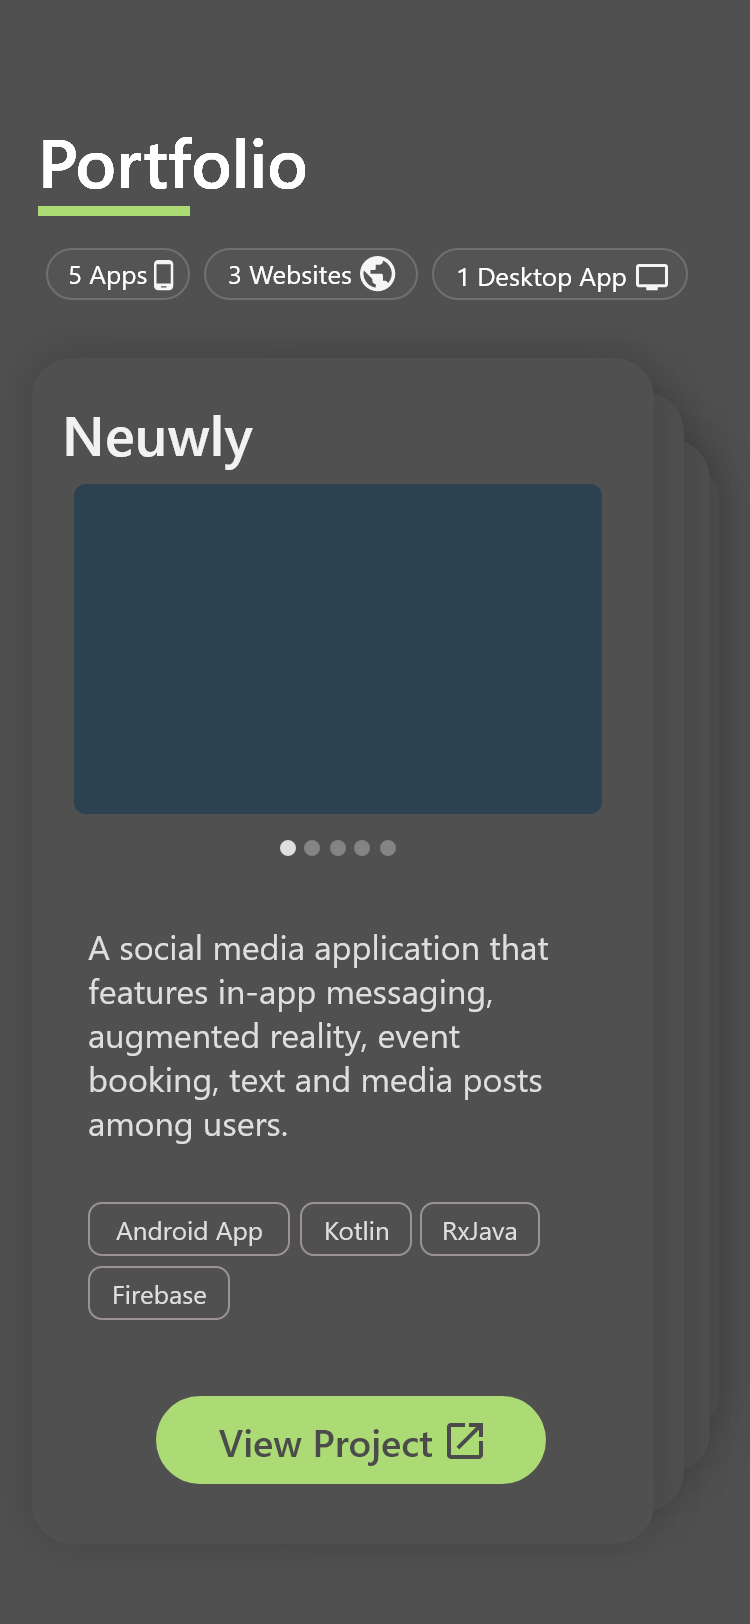 Portfolio
5 Apps 3 Websites 1 Desktop App
Neuwly
A social media application that
features in-app messaging,
augmented reality, event
booking, text and media posts
among users.
Android App Kotlin RxJava
Firebase
View Project